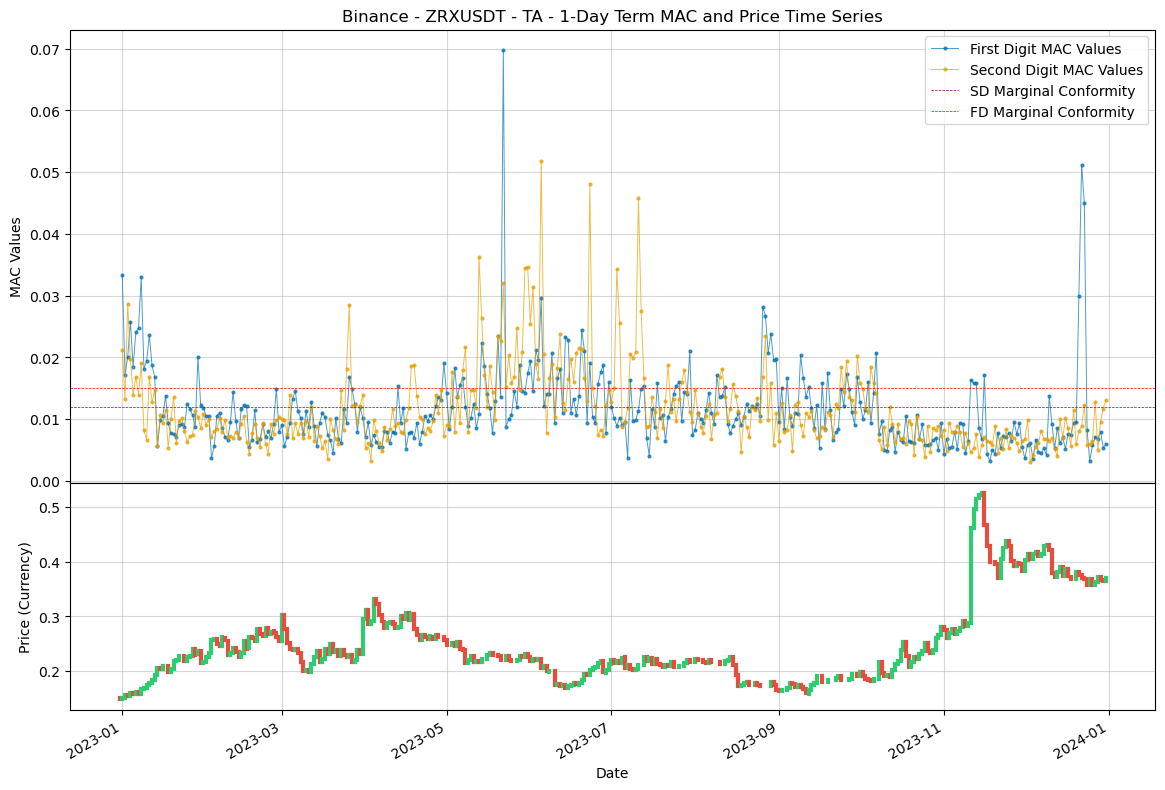 Binance - ZRXUSDT - TA - 1-Day Term MAC and Price Time Series
First Digit MAC Values
Second Digit MAC Values
SD Marginal Conformity
FD Marginal Conformity
MAC Values
0.07
0.06
0.05
0.04
0.03
0.02
0.01
0.00
Price (Currency)
0.5
0.4
0.3
0.2
2023-01
2023-03
2023-05
2023-07
2023-09
2023-11
2024-01
Date